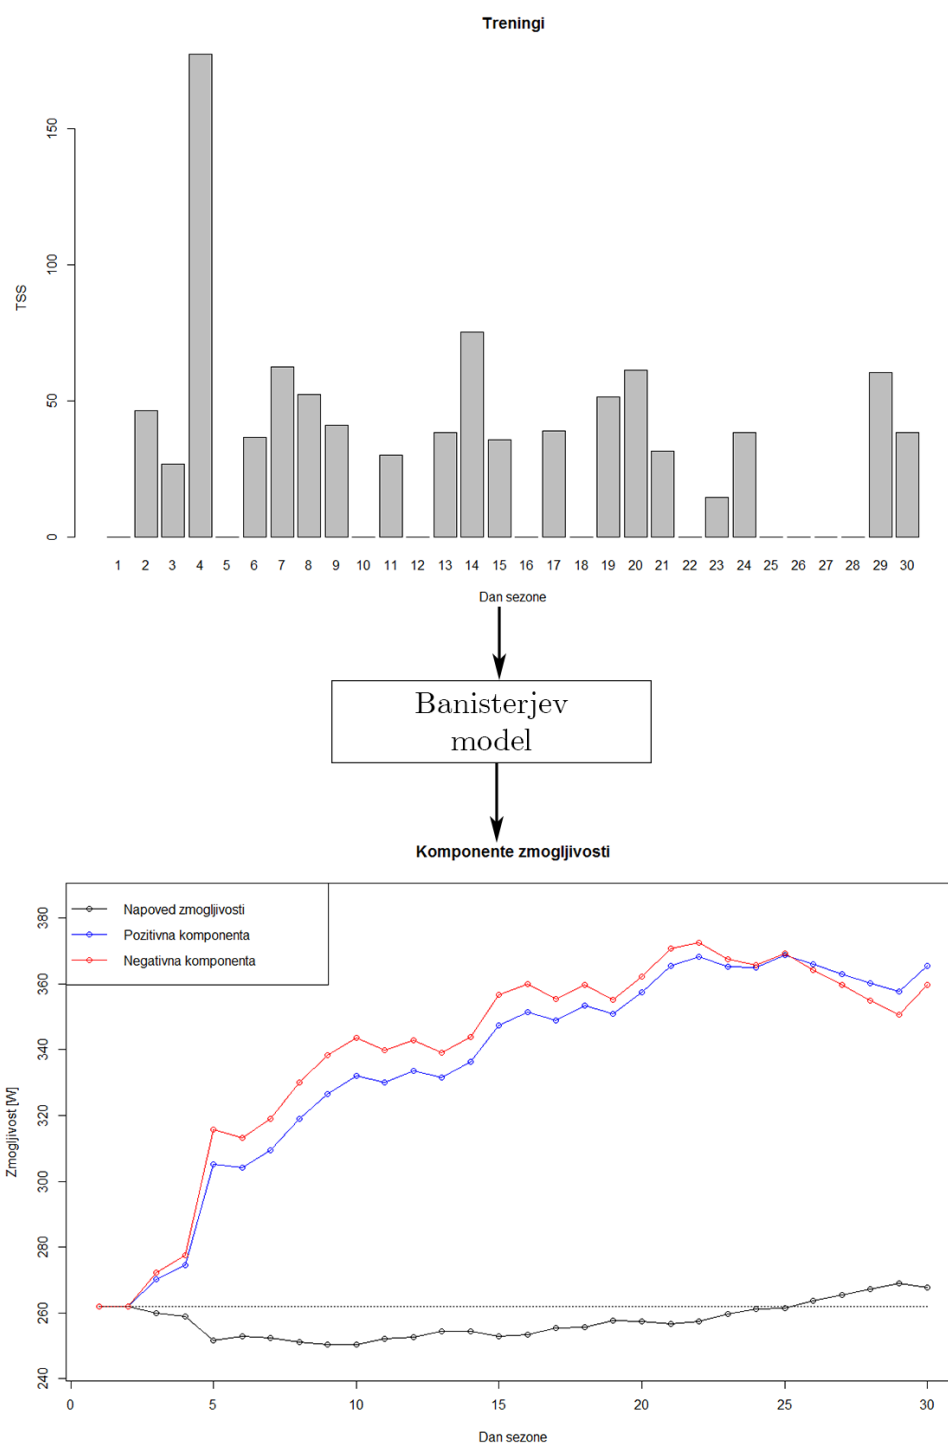 Treningi
TSS
150
100
50
0
1 2 3 4 5 6 7 8 9 10 11 12 13 14 15 16 17 18 19 20 21 22 23 24 25 26 27 28 29 30
Dan sezone
Banisterjev
model
Komponente zmogljivosti
Napoved zmogljivosti
Pozitivna komponenta
Negativna komponenta
Zmogljivost [W]
380
360
340
320
300
280
260
240
0 5 10 15 20 25 30
Dan sezone